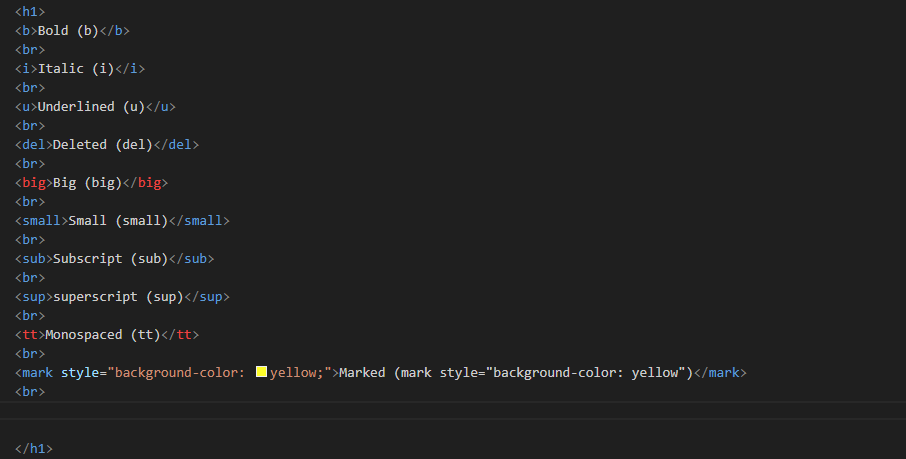 <h1>
<b>Bold (b)</b>
<br>
<i>Italic (i)</i>
<br>
<u>Underlined (u)</u>
<br>
<del>Deleted (del)</del>
<br>
<big>Big (big)</big>
<br>
<small>Small (small)</small>
<br>
<sub>Subscript (sub)</sub>
<br>
<sup>superscript (sup)</sup>
<br>
<tt>Monospaced (tt)</tt>
<br>
<mark style="background-color: yellow;">Marked (mark style="background-color: yellow")</mark>
<br>
</h1>